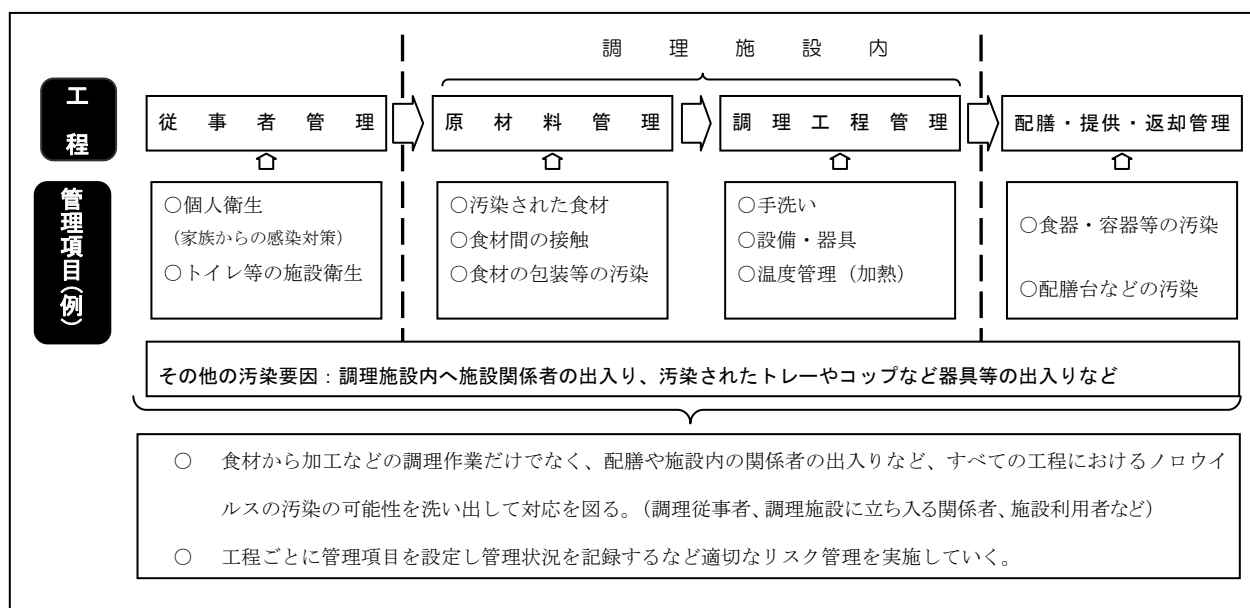 調理施設内
工程
従事者管理
原材料管理
調理工程管理
配膳・提供・返却管理
管理項目(例)
○個人衛生
（家族からの感染対策）
○トイレ等の施設衛生
○汚染された食材
○食材間の接触
○食材の包装等の汚染
○手洗い
○設備・器具
○温度管理（加熱）
○食器・容器等の汚染
○配膳台などの汚染
その他の汚染要因：調理施設内へ施設関係者の出入り、汚染されたトレーやコップなど器具等の出入りなど
○　食材から加工などの調理作業だけでなく、配膳や施設内の関係者の出入りなど、すべての工程におけるノロウイ
ルスの汚染の可能性を洗い出して対応を図る。（調理従事者、調理施設に立ち入る関係者、施設利用者など）
○　工程ごとに管理項目を設定し管理状況を記録するなど適切なリスク管理を実施していく。